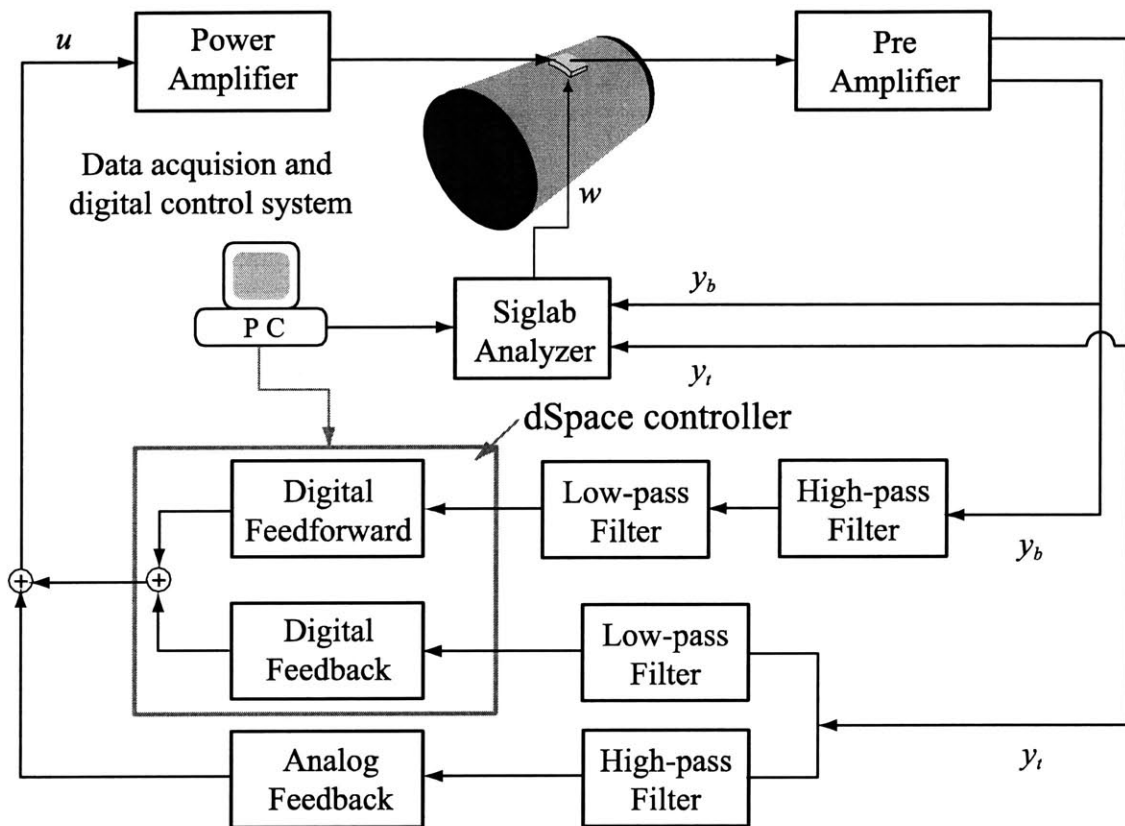 u
Power
Amplifier
Pre
Amplifier
Data acquision and
digital control system
w
P C
Siglab
Analyzer
y_b
y_t
dSpace controller
Digital
Feedforward
Low-pass
Filter
High-pass
Filter
y_b
+
+
Digital
Feedback
Low-pass
Filter
Analog
Feedback
High-pass
Filter
y_t